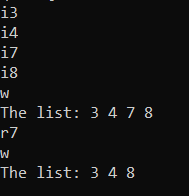 i3
i4
i7
i8
w
The list: 3 4 7 8
r7
w
The list: 3 4 8